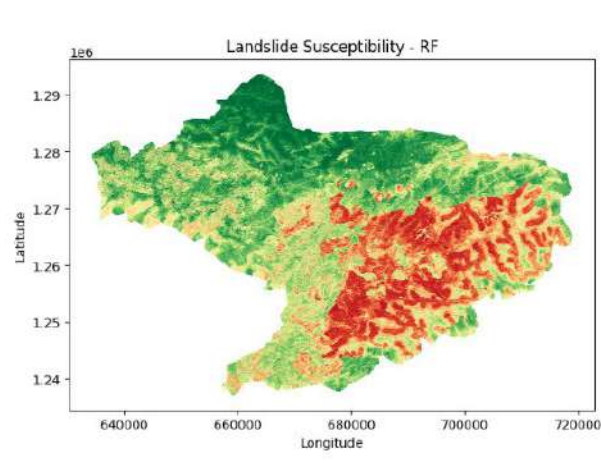 Landslide Susceptibility - RF
1e6
1.29
1.28
1.27
1.26
1.25
1.24
Latitude
640000 660000 680000 700000 720000
Longitude